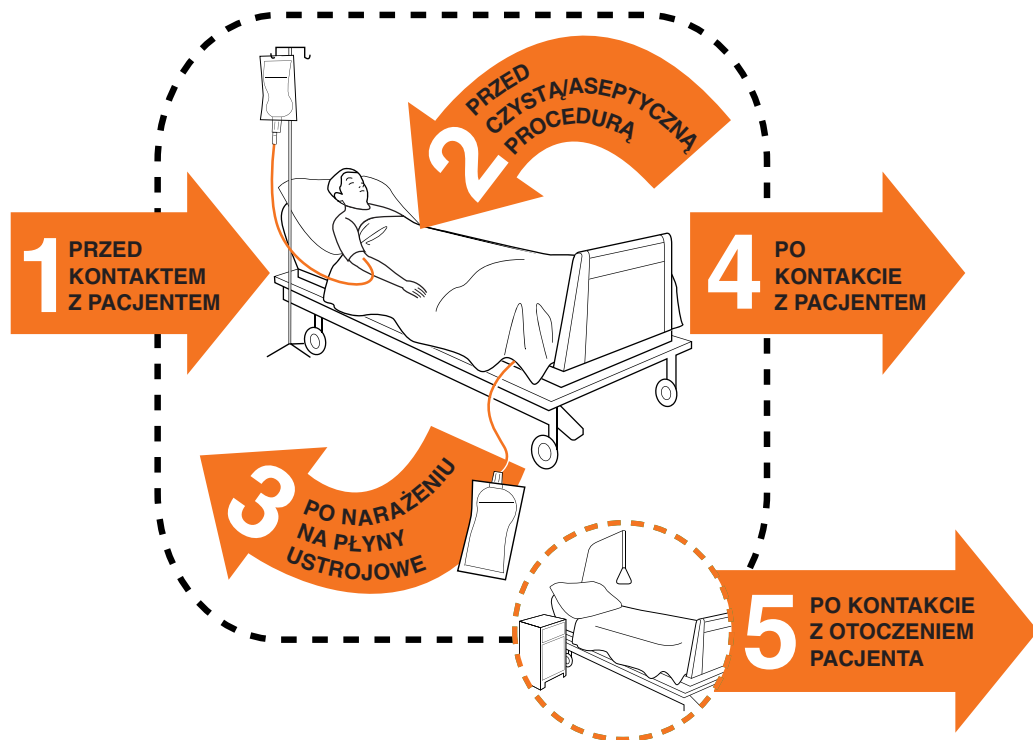 1
PRZED
KONTAKTEM
Z PACJENTEM
2
PRZED
CZYSTĄ/ASEPTYCZNĄ
PROCEDURĄ
3
PO NARAŻENIU
NA PŁYNY
USTROJOWE
4
PO
KONTAKCIE
Z PACJENTEM
5
PO KONTAKCIE
Z OTOCZENIEM
PACJENTA